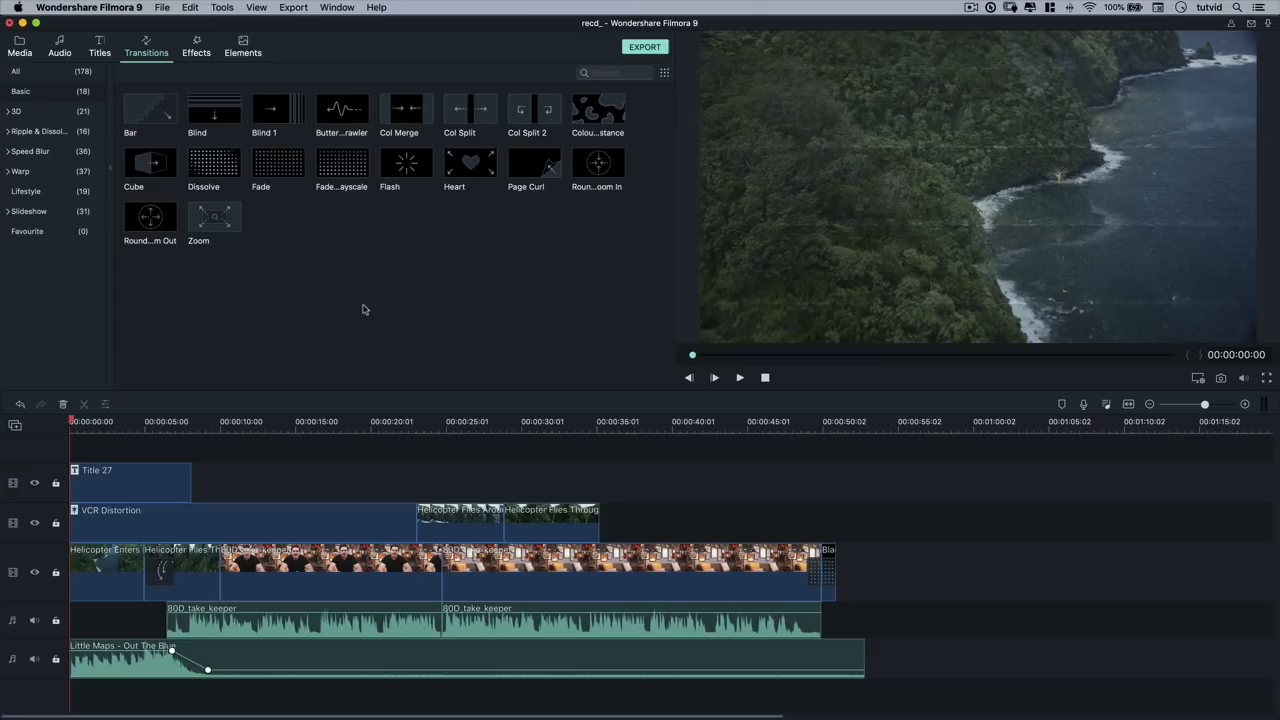 Wondershare Filmora 9 File Edit Tools View Export Window Help 100% tutvid
recd_ - Wondershare Filmora 9
Media Audio Titles Transitions Effects Elements EXPORT
All (178)
Search
Basic (18)
3D (21)
Ripple & Dissol... (16)
Speed Blur (36)
Warp (37)
Lifestyle (19)
Slideshow (31)
Favourite (0)
Bar Blind Blind 1 Butter...rawler Col Merge Col Split Col Split 2 Colou...stance
Cube Dissolve Fade Fade...ayscale Flash Heart Page Curl Roun...oom In
Round...m Out Zoom
00:00:00:00
00:00:00:00 00:00:05:00 00:00:10:00 00:00:15:00 00:00:20:01 00:00:25:01 00:00:30:01 00:00:35:01 00:00:40:01 00:00:45:01 00:00:50:02 00:00:55:02 00:01:00:02 00:01:05:02 00:01:10:02 00:01:15:02
T Title 27
VCR Distortion Helicopter Flies Arou Helicopter Flies Throug
Helicopter Enters Helicopter Flies Th 80D_take_keeper 80D_take_keeper Bla
80D_take_keeper 80D_take_keeper
Little Maps - Out The Blue